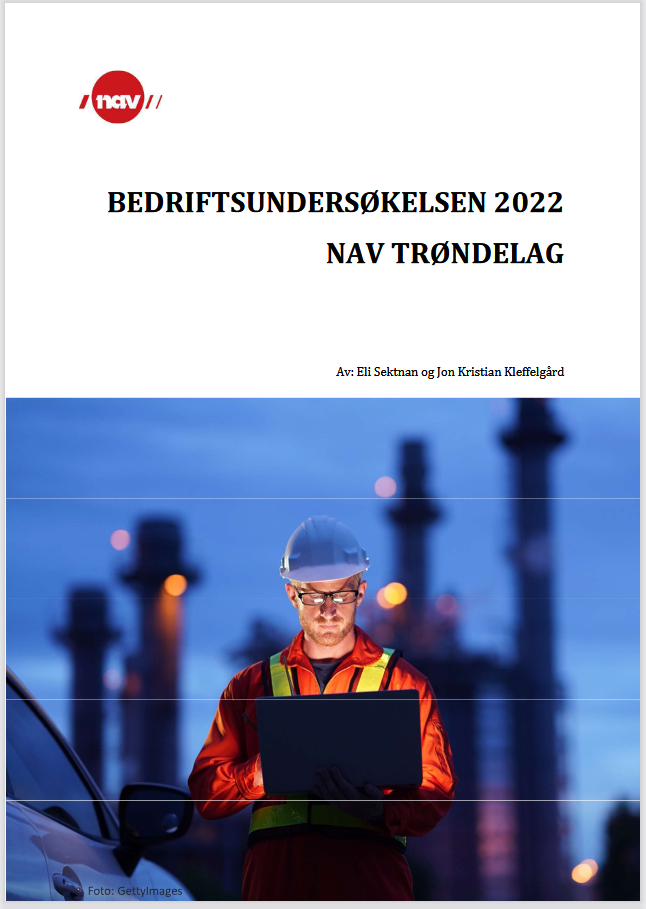 nav
BEDRIFTSUNDERSØKELSEN 2022
NAV TRØNDELAG
Av: Eli Sektnan og Jon Kristian Kleffelgård
Foto: GettyImages